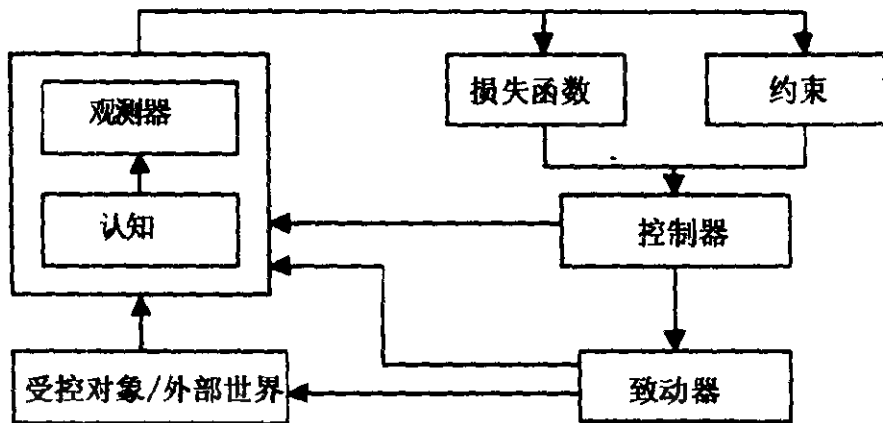 观测器
认知
损失函数
约束
控制器
受控对象/外部世界
致动器